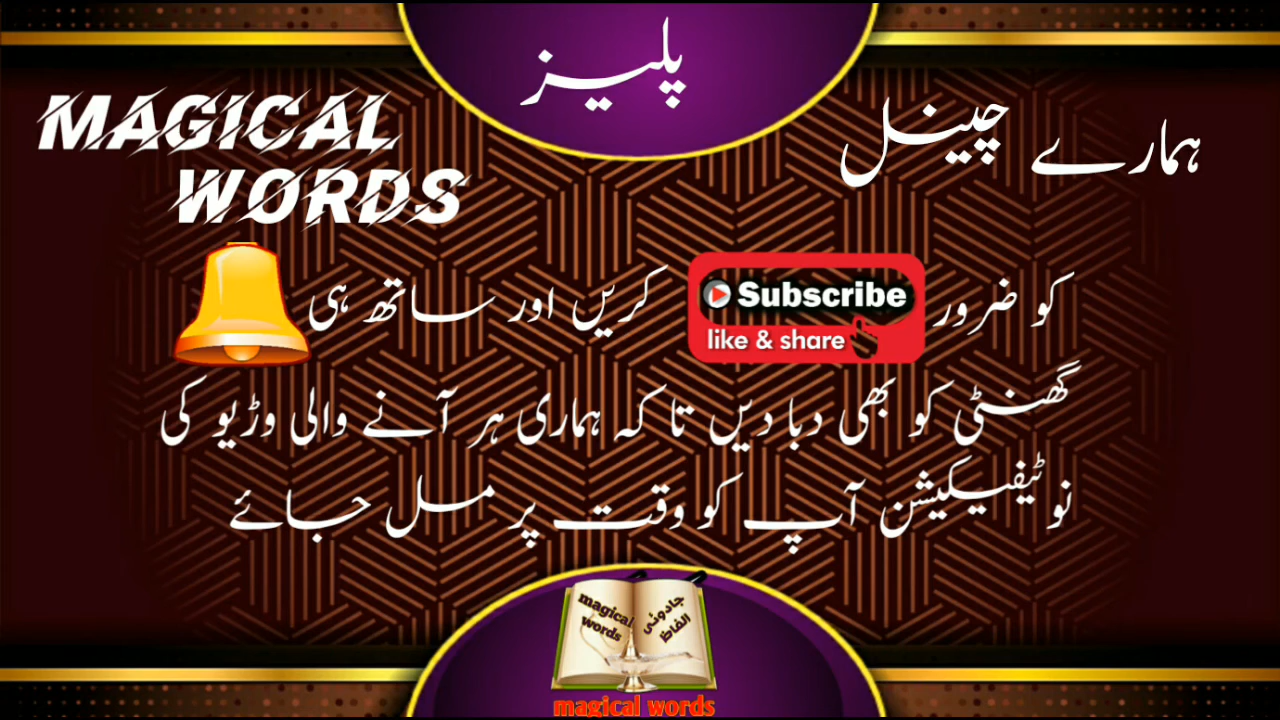 پلیز
ہمارے چینل MAGICAL
WORDS
کو ضرور Subscribe کریں اور ساتھ ہی
like & share
گھنٹی کو بھی دبا دیں تا کہ ہماری ہر آنے والی وڑیو کی
نوٹیفیکیشن آپ کو وقت پر مل جائے
magical
words
جادوئی
الفاظ
magical words